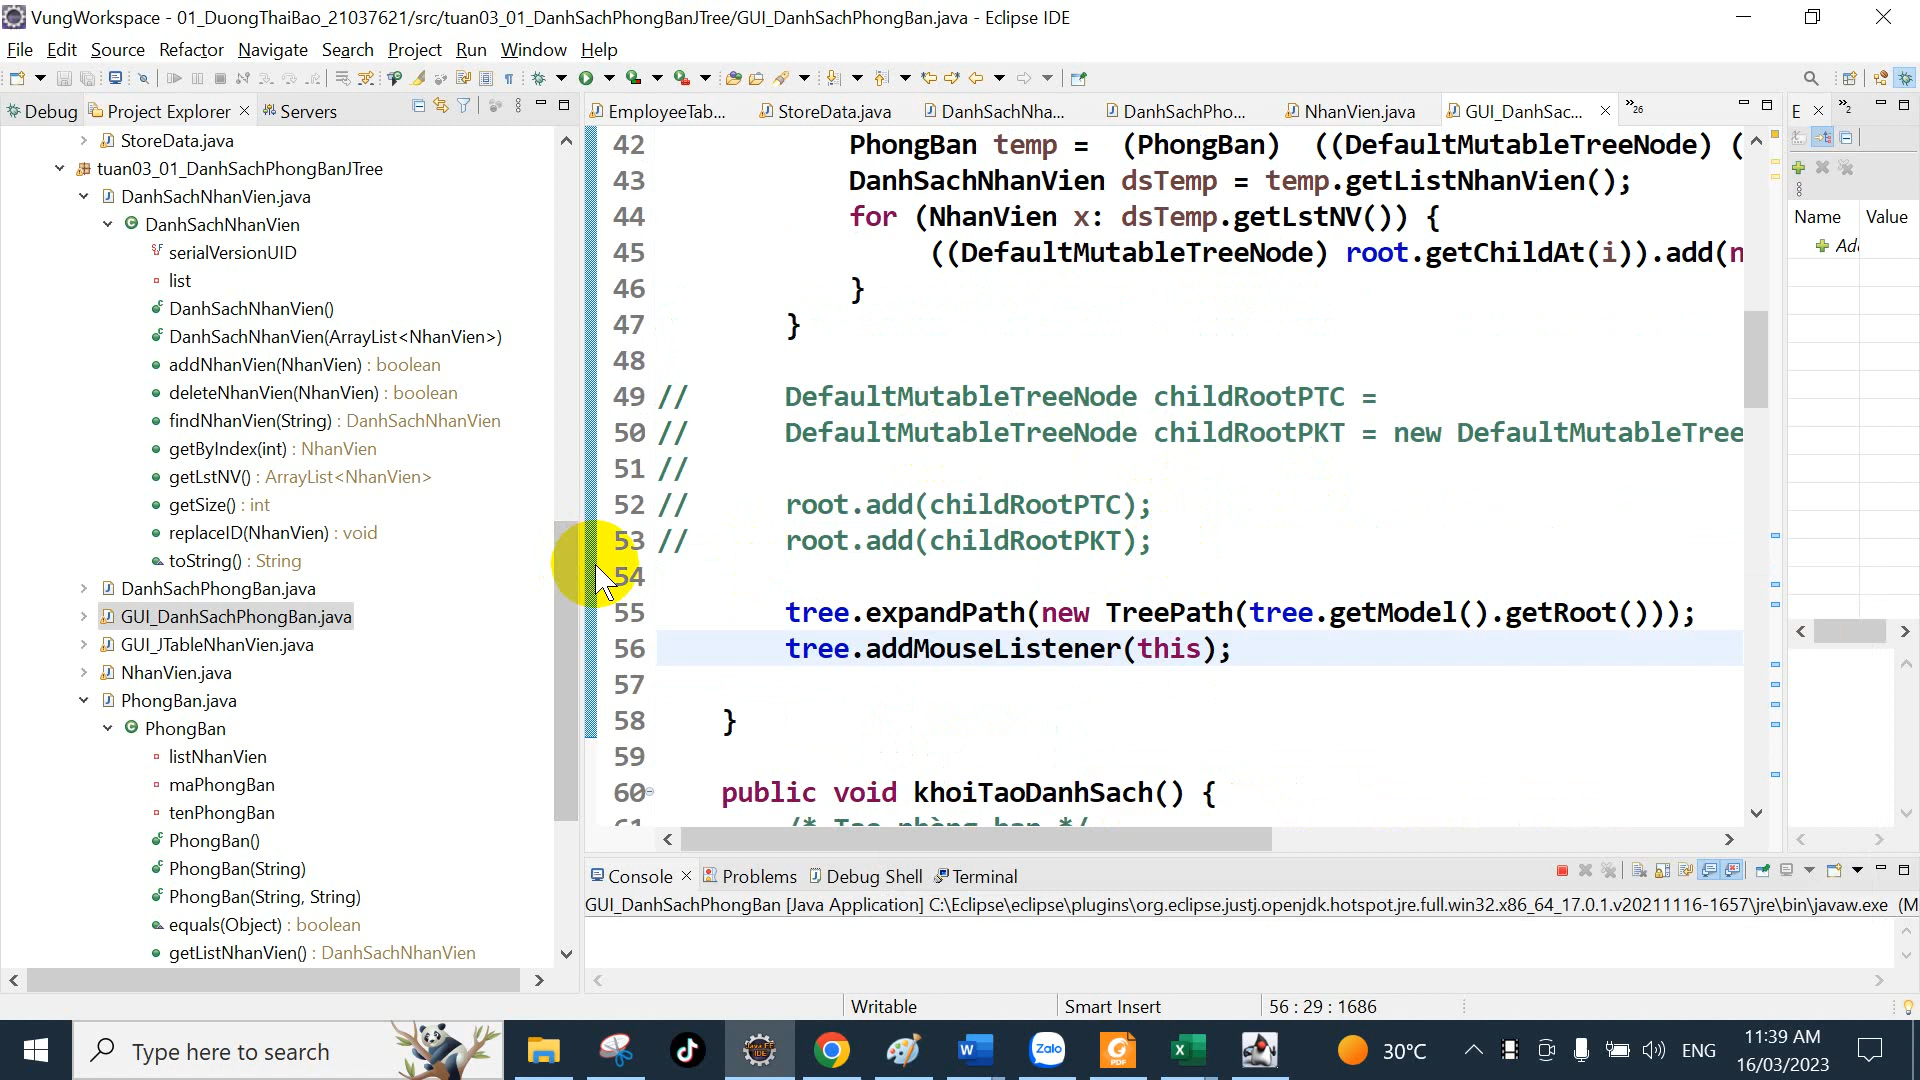 VungWorkspace - 01_DuongThaiBao_21037621/src/tuan03_01_DanhSachPhongBanJTree/GUI_DanhSachPhongBan.java - Eclipse IDE
File Edit Source Refactor Navigate Search Project Run Window Help
Debug Project Explorer Servers
EmployeeTab... StoreData.java DanhSachNha... DanhSachPho... NhanVien.java GUI_DanhSac... 26
E 2
StoreData.java
tuan03_01_DanhSachPhongBanJTree
DanhSachNhanVien.java
DanhSachNhanVien
serialVersionUID
list
DanhSachNhanVien()
DanhSachNhanVien(ArrayList<NhanVien>)
addNhanVien(NhanVien) : boolean
deleteNhanVien(NhanVien) : boolean
findNhanVien(String) : DanhSachNhanVien
getByIndex(int) : NhanVien
getLstNV() : ArrayList<NhanVien>
getSize() : int
replaceID(NhanVien) : void
toString() : String
DanhSachPhongBan.java
GUI_DanhSachPhongBan.java
GUI_JTableNhanVien.java
NhanVien.java
PhongBan.java
PhongBan
listNhanVien
maPhongBan
tenPhongBan
PhongBan()
PhongBan(String)
PhongBan(String, String)
equals(Object) : boolean
getListNhanVien() : DanhSachNhanVien
42 PhongBan temp = (PhongBan) ((DefaultMutableTreeNode) (
43 DanhSachNhanVien dsTemp = temp.getListNhanVien();
44 for (NhanVien x: dsTemp.getLstNV()) {
45 ((DefaultMutableTreeNode) root.getChildAt(i)).add(n
46 }
47 }
48
49 // DefaultMutableTreeNode childRootPTC =
50 // DefaultMutableTreeNode childRootPKT = new DefaultMutableTree
51 //
52 // root.add(childRootPTC);
53 // root.add(childRootPKT);
54
55 tree.expandPath(new TreePath(tree.getModel().getRoot()));
56 tree.addMouseListener(this);
57
58 }
59
60 public void khoiTaoDanhSach() {
61 /* Tạo phòng ban */
Name Value
Console Problems Debug Shell Terminal
GUI_DanhSachPhongBan [Java Application] C:\Eclipse\eclipse\plugins\org.eclipse.justj.openjdk.hotspot.jre.full.win32.x86_64_17.0.1.v20211116-1657\jre\bin\javaw.exe (M
Writable Smart Insert 56 : 29 : 1686
Type here to search
Zalo
30°C
ENG
11:39 AM
16/03/2023